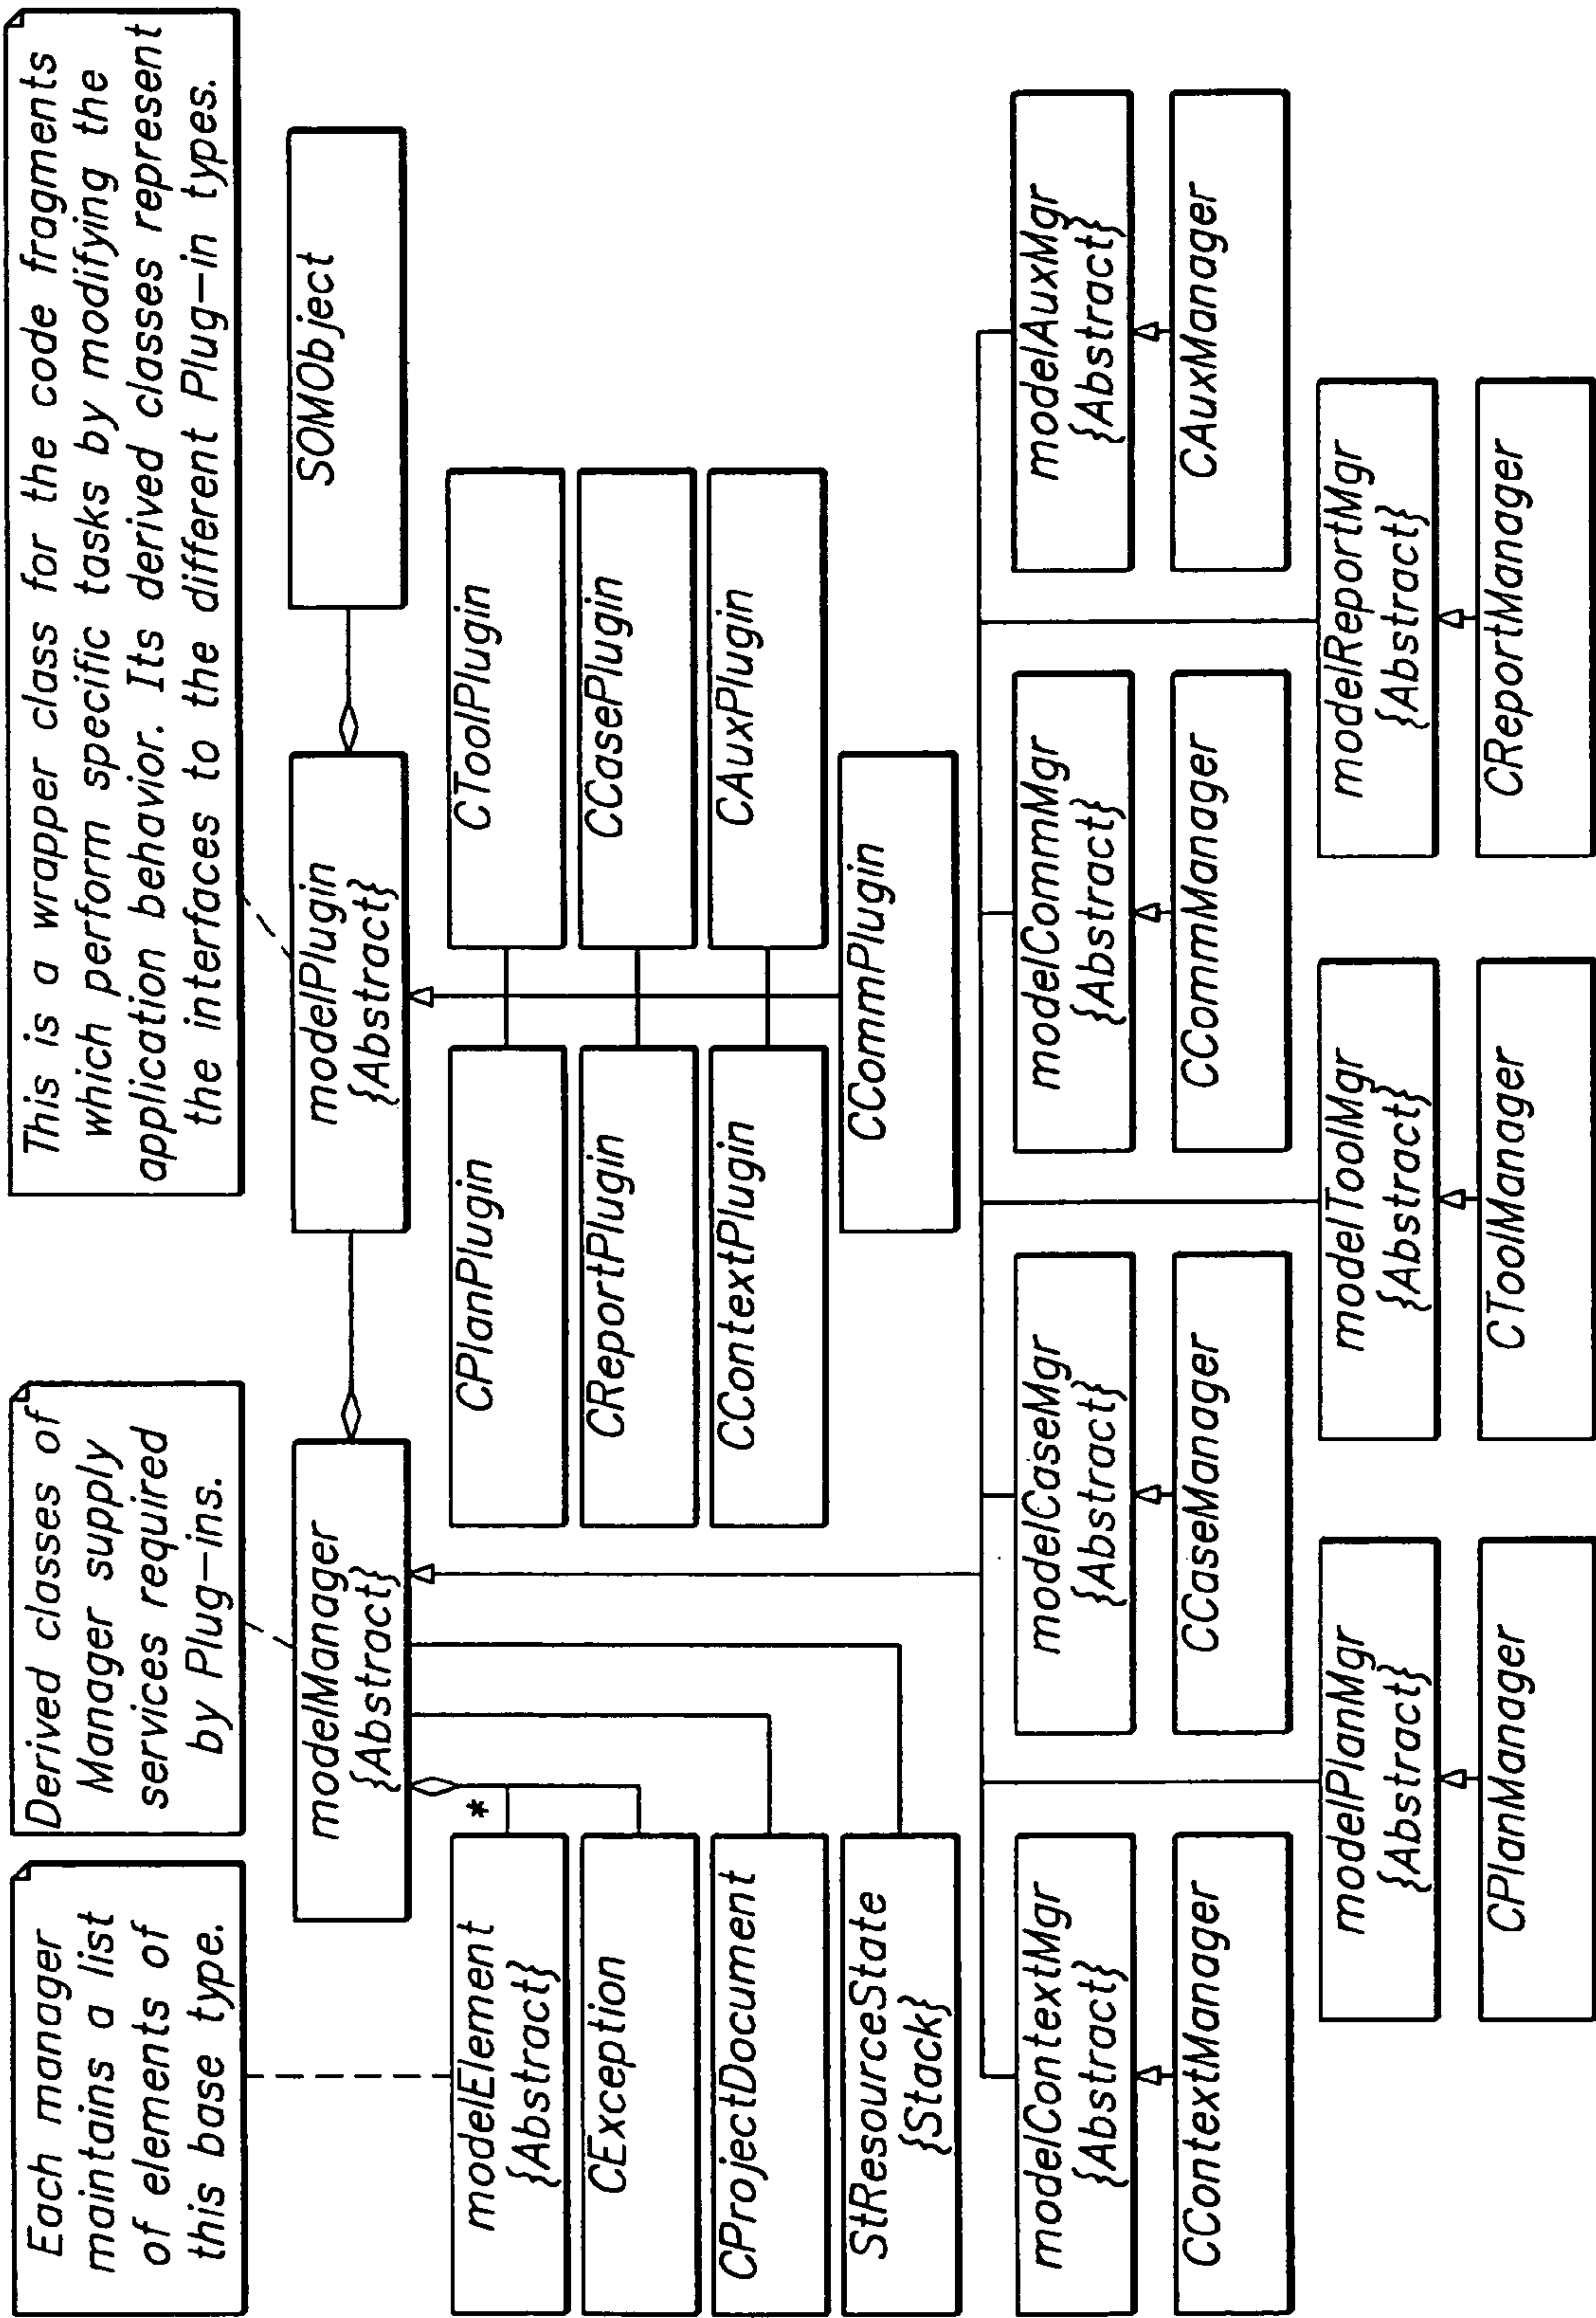 Each manager
maintains a list
of elements of
this base type.
Derived classes of
Manager supply
services required
by Plug-ins.
This is a wrapper class for the code fragments
which perform specific tasks by modifying the
application behavior. Its derived classes represent
the interfaces to the different Plug-in types.
modelManager
{Abstract}
modelPlugin
{Abstract}
SOMObject
*
modelElement
{Abstract}
CPlanPlugin
CToolPlugin
CException
CReportPlugin
CCasePlugin
CProjectDocument
CContextPlugin
CAuxPlugin
StResourceState
{Stack}
CCommPlugin
modelContextMgr
{Abstract}
modelCaseMgr
{Abstract}
modelCommMgr
{Abstract}
modelAuxMgr
{Abstract}
CContextManager
CCaseManager
CCommManager
CAuxManager
modelPlanMgr
{Abstract}
modelToolMgr
{Abstract}
modelReportMgr
{Abstract}
CPlanManager
CToolManager
CReportManager